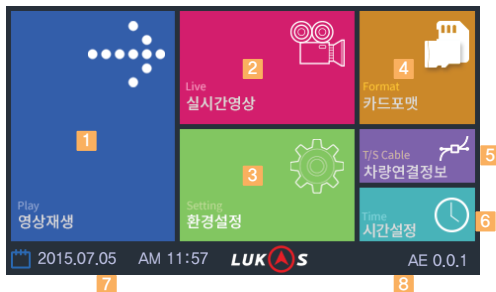 1
Play
영상재생
2
Live
실시간영상
3
Setting
환경설정
4
Format
카드포맷
5
T/S Cable
차량연결정보
6
Time
시간설정
2015.07.05 AM 11:57 LUKAS AE 0.0.1
7 8